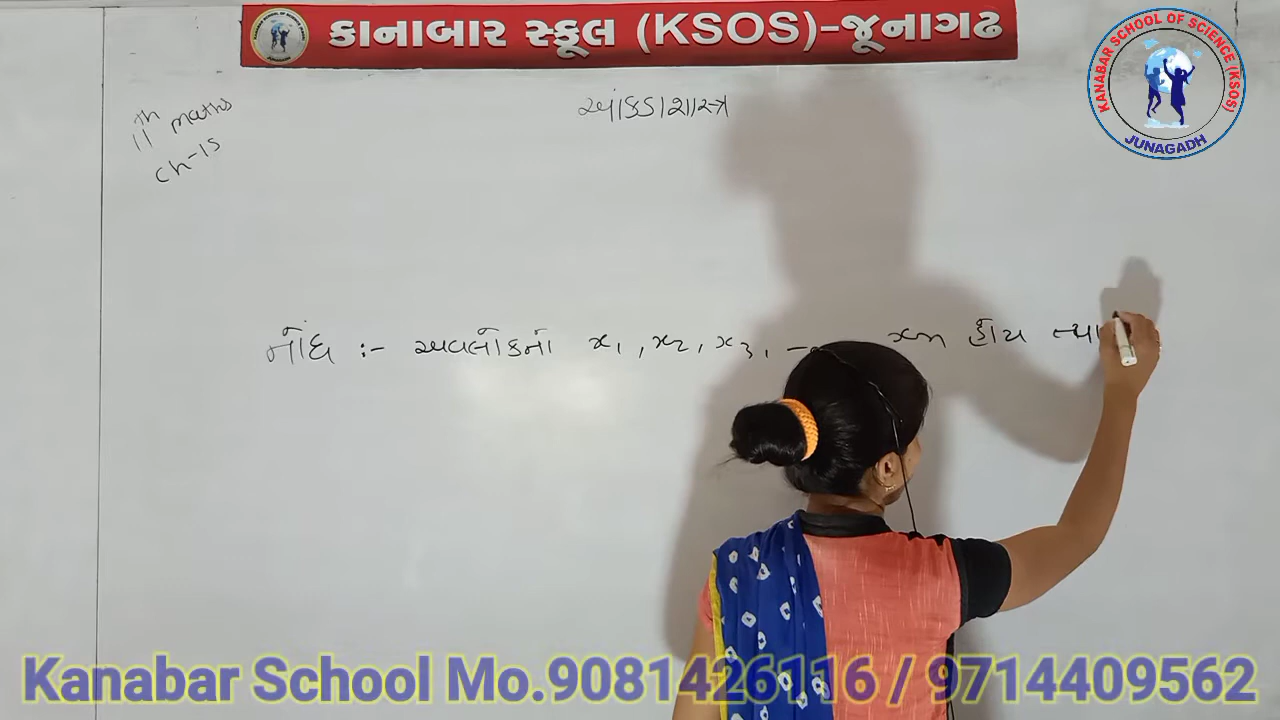 કાનાબાર સ્કૂલ (KSOS)-જૂનાગઢ
KANABAR SCHOOL OF SCIENCE (KSOS)
JUNAGADH
11th maths
ch-15
આંકડાશાસ્ત્ર
નોંધ :- અવલોકનો x1, x2, x3, --- xn હોય ત્યા
Kanabar School Mo.9081426116 / 9714409562